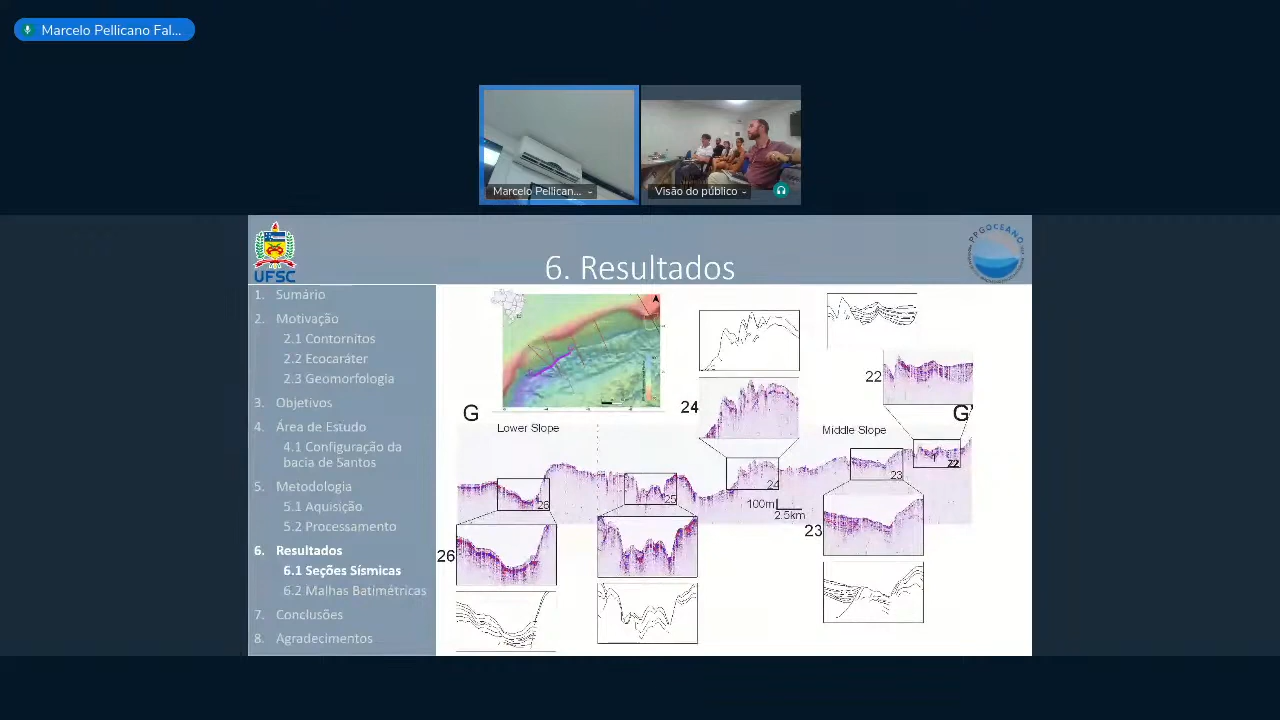 Marcelo Pellicano Fal...
Marcelo Pellican...
Visão do público
UFSC
6. Resultados
PPGOCEANO
1. Sumário
2. Motivação
2.1 Contornitos
2.2 Ecocaráter
2.3 Geomorfologia
3. Objetivos
4. Área de Estudo
4.1 Configuração da
bacia de Santos
5. Metodologia
5.1 Aquisição
5.2 Processamento
6. Resultados
6.1 Seções Sísmicas
6.2 Malhas Batimétricas
7. Conclusões
8. Agradecimentos
A
22
24
G
G'
Lower Slope
Middle Slope
22
23
24
25
26
100m
2.5km
23
26